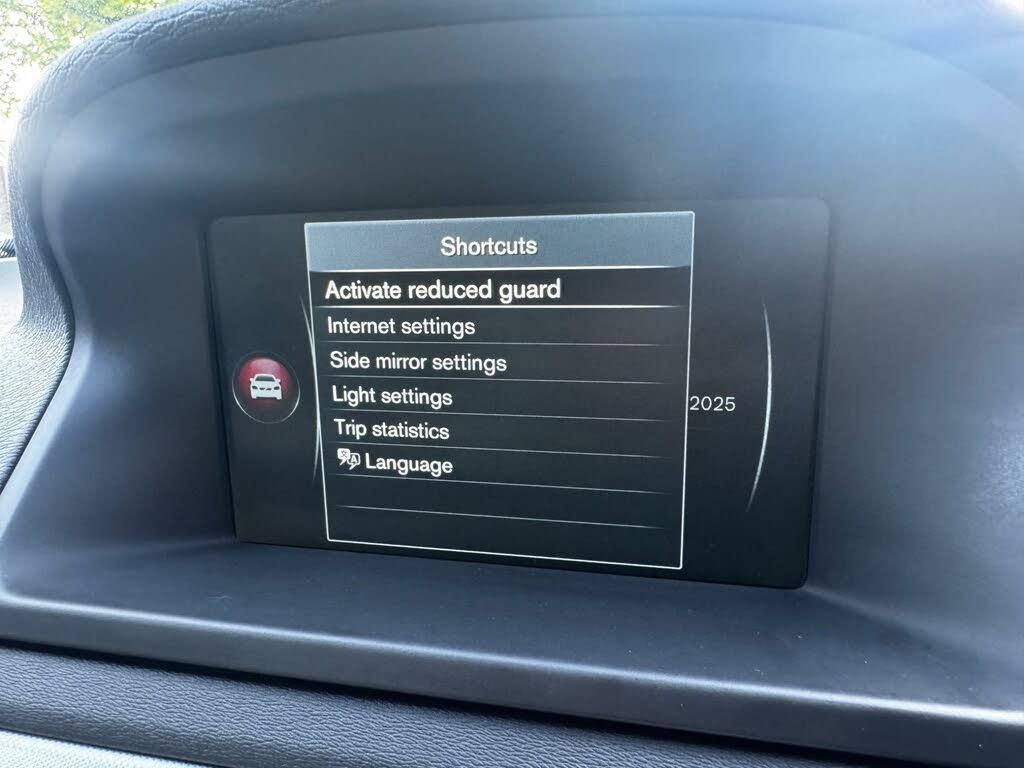 Shortcuts
Activate reduced guard
Internet settings
Side mirror settings
Light settings
2025
Trip statistics
Language